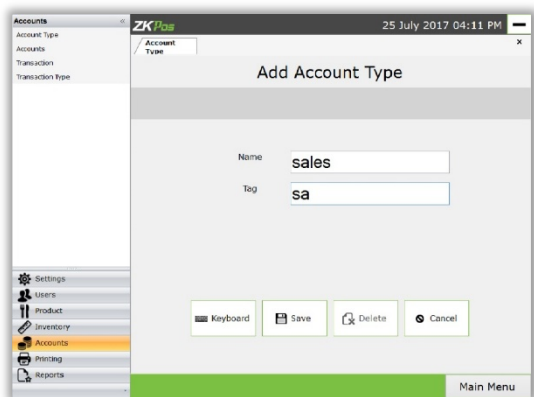 Accounts «
Account Type
Accounts
Transaction
Transaction Type
Settings
Users
Product
Inventory
Accounts
Printing
Reports
ZKPos
25 July 2017 04:11 PM
Account
Type
x
Add Account Type
Name
sales
Tag
sa
Keyboard
Save
Delete
Cancel
Main Menu